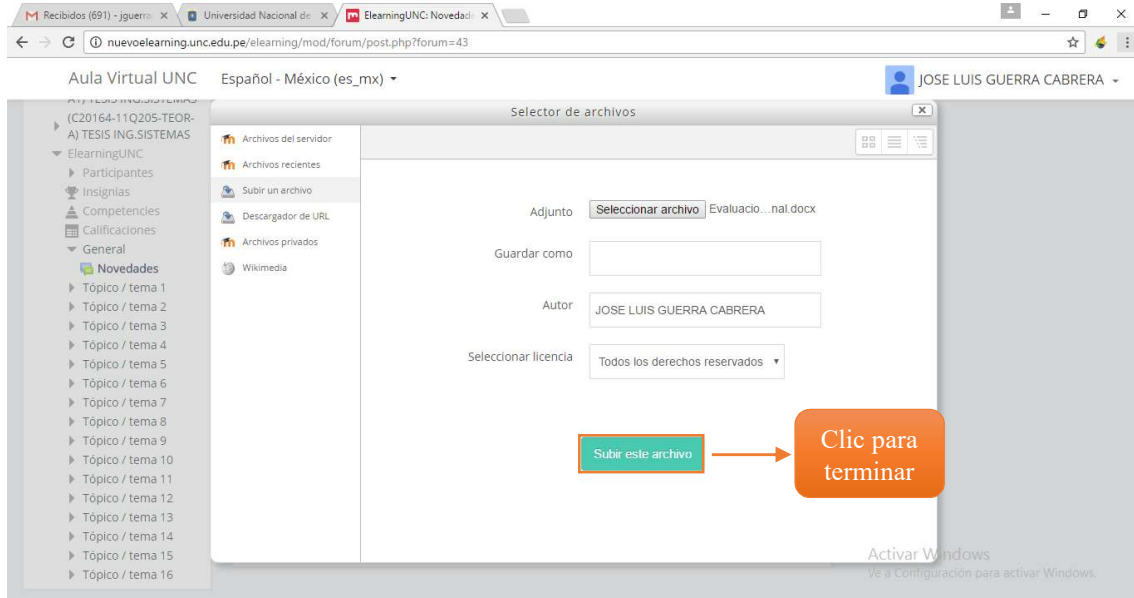 Recibidos (691) - jguerra
Universidad Nacional de
ElearningUNC: Novedade
nuevoelearning.unc.edu.pe/elearning/mod/forum/post.php?forum=43
Aula Virtual UNC
Español - México (es_mx)
JOSE LUIS GUERRA CABRERA
A1) TESIS ING.SISTEMAS
(C20164-11Q205-TEOR-
A) TESIS ING.SISTEMAS
ElearningUNC
Participantes
Insignias
Competencies
Calificaciones
General
Novedades
Tópico / tema 1
Tópico / tema 2
Tópico / tema 3
Tópico / tema 4
Tópico / tema 5
Tópico / tema 6
Tópico / tema 7
Tópico / tema 8
Tópico / tema 9
Tópico / tema 10
Tópico / tema 11
Tópico / tema 12
Tópico / tema 13
Tópico / tema 14
Tópico / tema 15
Tópico / tema 16
Selector de archivos
Archivos del servidor
Archivos recientes
Subir un archivo
Descargador de URL
Archivos privados
Wikimedia
Adjunto Seleccionar archivo Evaluacio…nal.docx
Guardar como
Autor JOSE LUIS GUERRA CABRERA
Seleccionar licencia Todos los derechos reservados
Subir este archivo
Clic para
terminar
Activar Windows
Ve a Configuración para activar Windows.